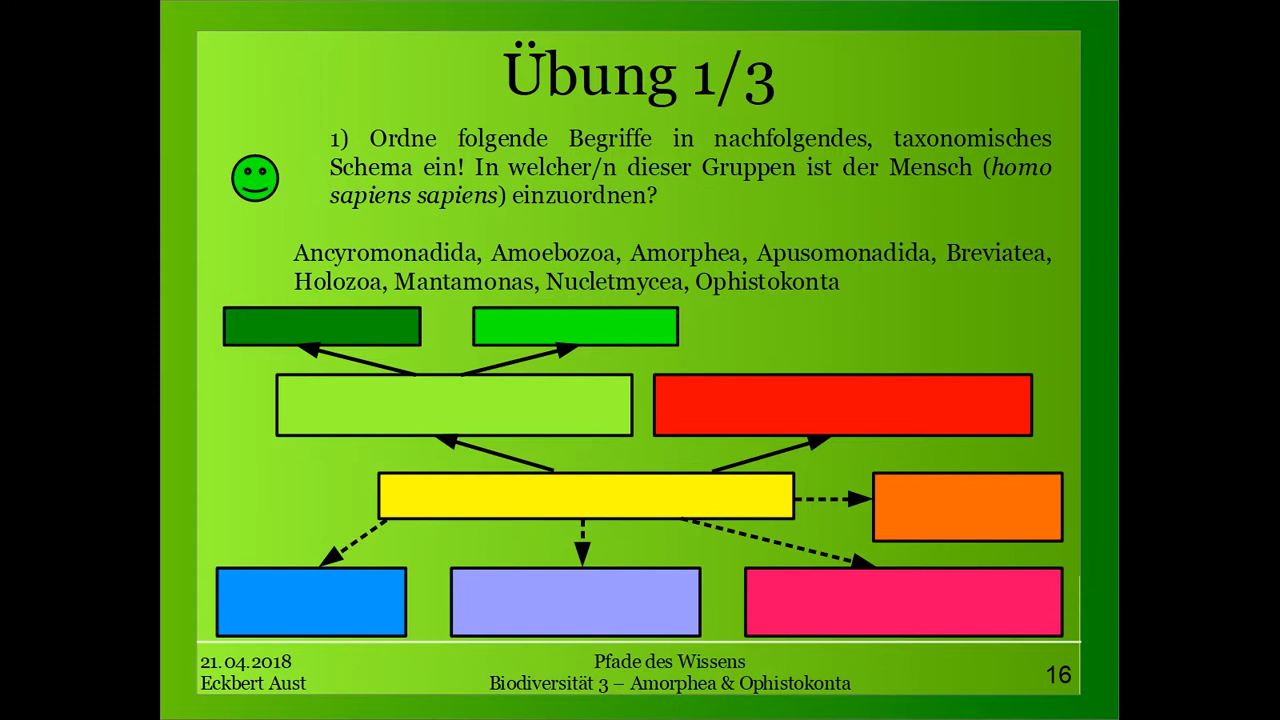 Übung 1/3
1) Ordne folgende Begriffe in nachfolgendes, taxonomisches
Schema ein! In welcher/n dieser Gruppen ist der Mensch (homo
sapiens sapiens) einzuordnen?
Ancyromonadida, Amoebozoa, Amorphea, Apusomonadida, Breviatea,
Holozoa, Mantamonas, Nucletmycea, Ophistokonta
21.04.2018
Eckbert Aust
Pfade des Wissens
Biodiversität 3 – Amorphea & Ophistokonta
16